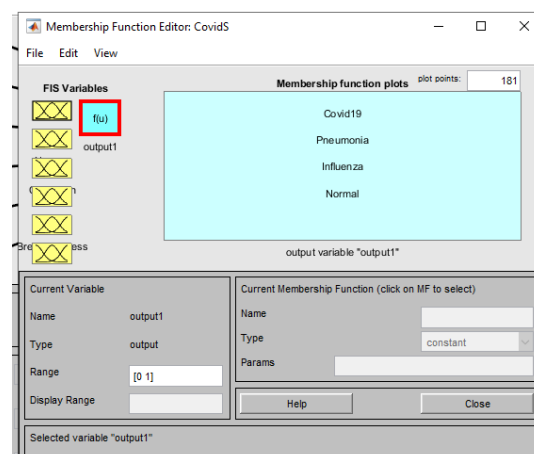 Membership Function Editor: CovidS
File Edit View
FIS Variables
Membership function plots
plot points:
181
f(u)
output1
Covid19
Pneumonia
Influenza
Normal
output variable "output1"
Current Variable
Name output1
Type output
Range [0 1]
Display Range
Current Membership Function (click on MF to select)
Name
Type constant
Params
Help
Close
Selected variable "output1"